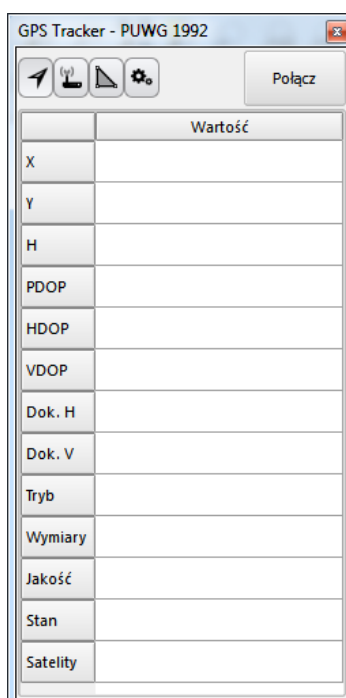 GPS Tracker - PUWG 1992
Połącz
Wartość
X
Y
H
PDOP
HDOP
VDOP
Dok. H
Dok. V
Tryb
Wymiary
Jakość
Stan
Satelity